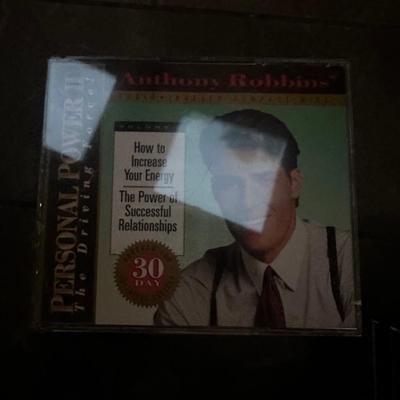 Anthony Robbins'
PERSONAL POWER II
The Driving Force!
VOLUME
How to
Increase
Your Energy
The Power of
Successful
Relationships
30
DAY